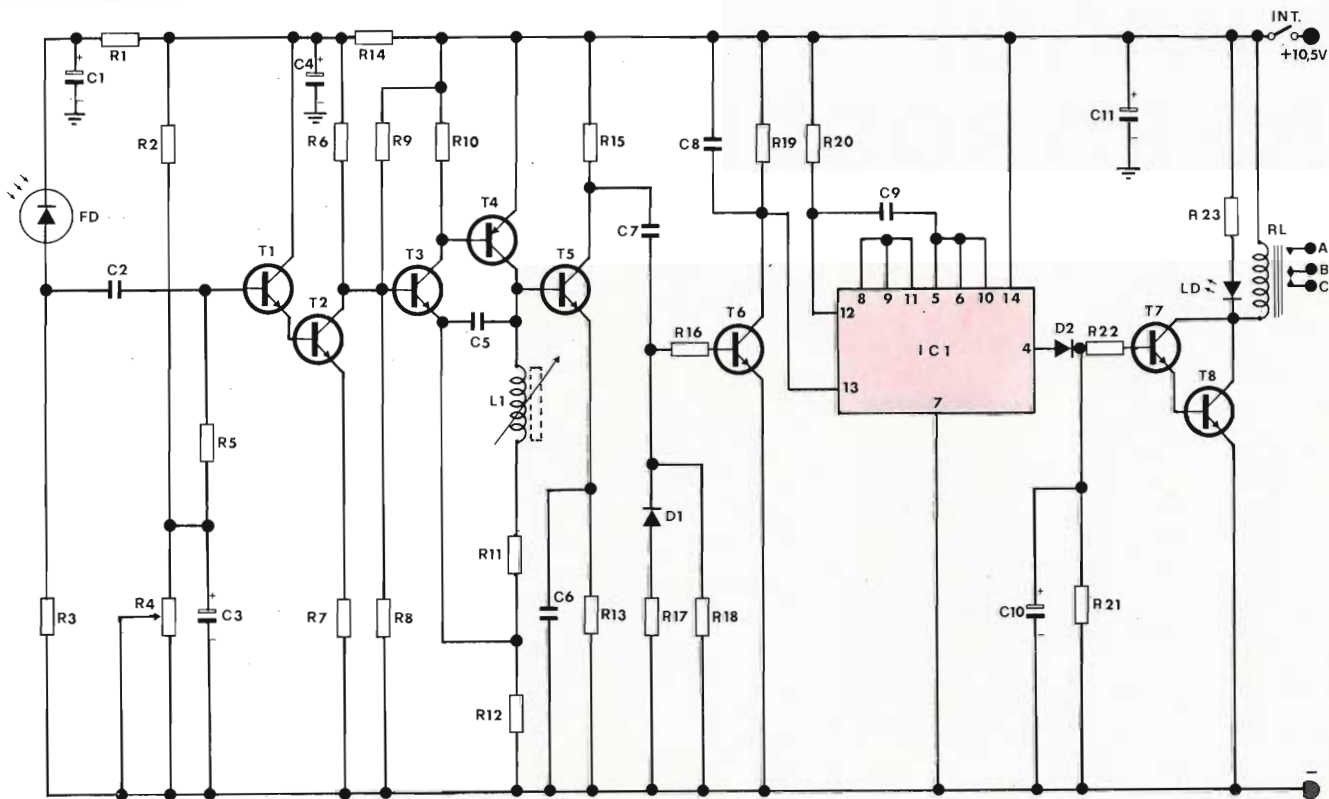 INT.
+10,5V
R1
C1
+
-
C4
+
-
R14
R2
R6
R9
R10
R15
C8
R19
R20
C11
+
-
R23
RL
A
B
C
FD
T4
C7
C9
LD
T1
C2
T2
T3
T5
8
9
11
5
6
10
14
C5
R16
T6
12
IC1
4
D2
R22
T7
13
7
T8
L1
R5
D1
R11
R3
R4
C3
+
-
R7
R8
C6
R13
R17
R18
C10
+
-
R21
R12
-